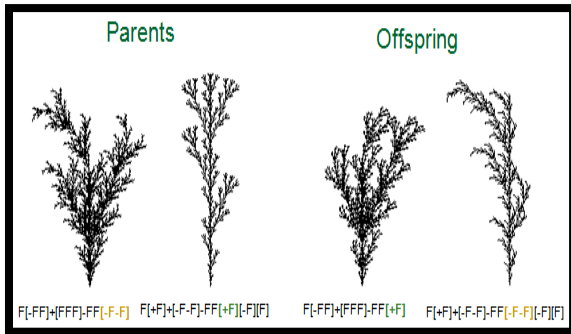 Parents
Offspring
F[-FF]+[FFF]-FF[-F-F]
F[+F]+[-F-F]-FF[+F][-F][F]
F[-FF]+[FFF]-FF[+F]
F[+F]+[-F-F]-FF[-F-F][-F][F]